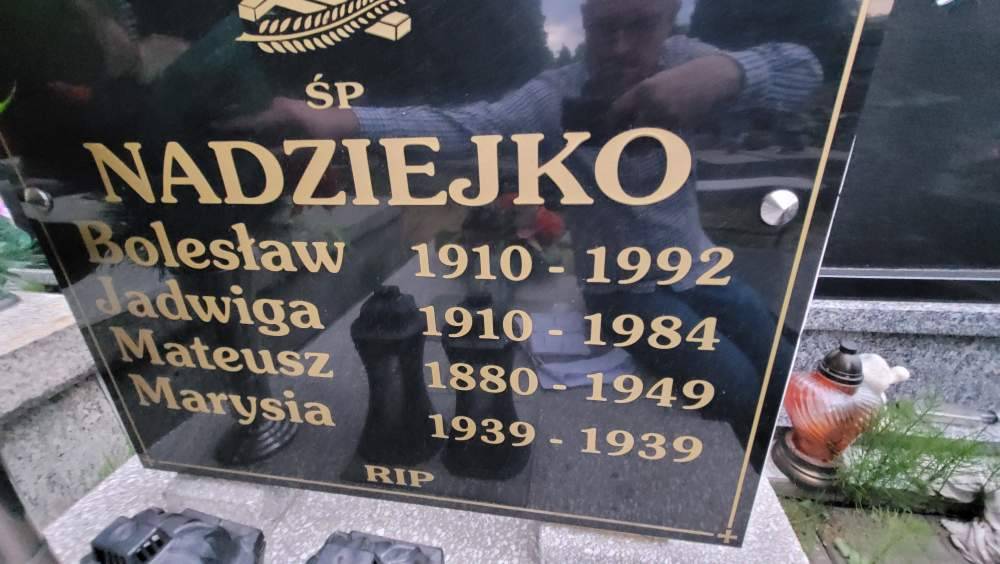 ŚP
NADZIEJKO
Bolesław 1910 - 1992
Jadwiga 1910 - 1984
Mateusz 1880 - 1949
Marysia 1939 - 1939
RIP